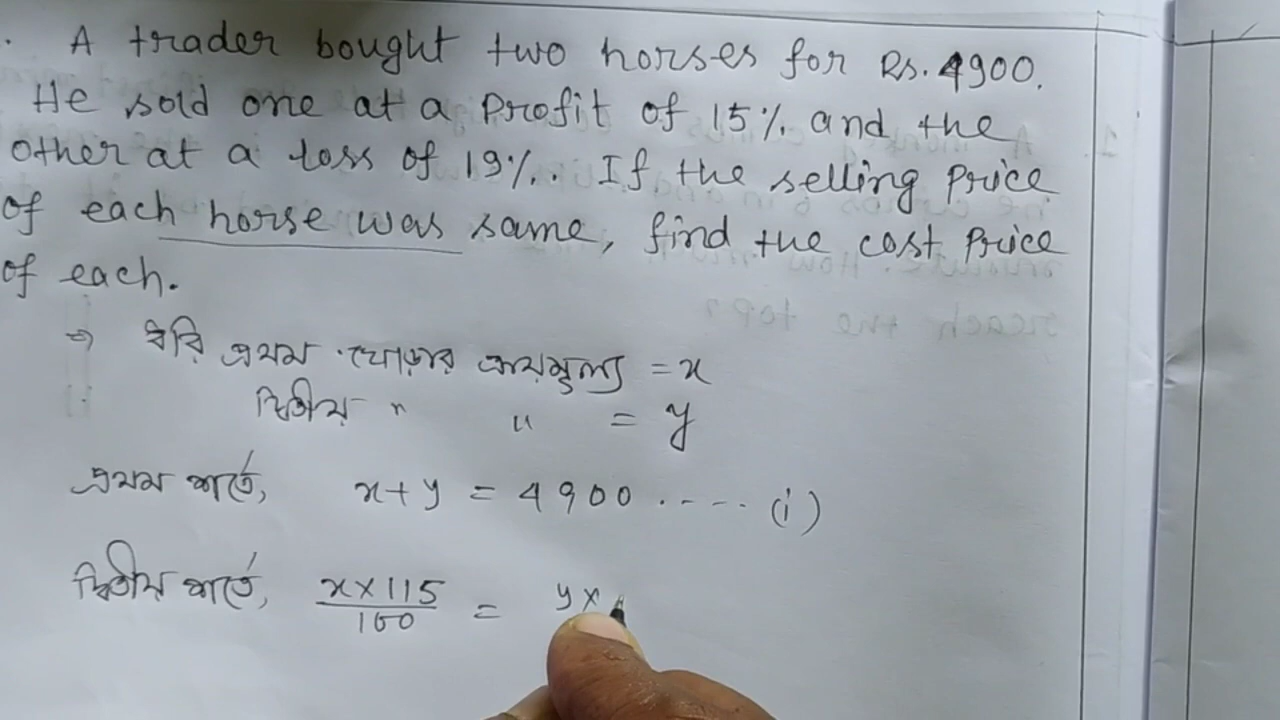 . A trader bought two horses for Rs. 4900.
He sold one at a profit of 15% and the
other at a loss of 19%. If the selling price
of each horse was same, find the cost price
of each.
⇒ ধরি প্রথম ঘোড়ার ক্রয়মূল্য = x
দ্বিতীয় " " = y
প্রথম শর্তে, x + y = 4900 ..... (i)
দ্বিতীয় শর্তে, x × 115 / 100 = y ×